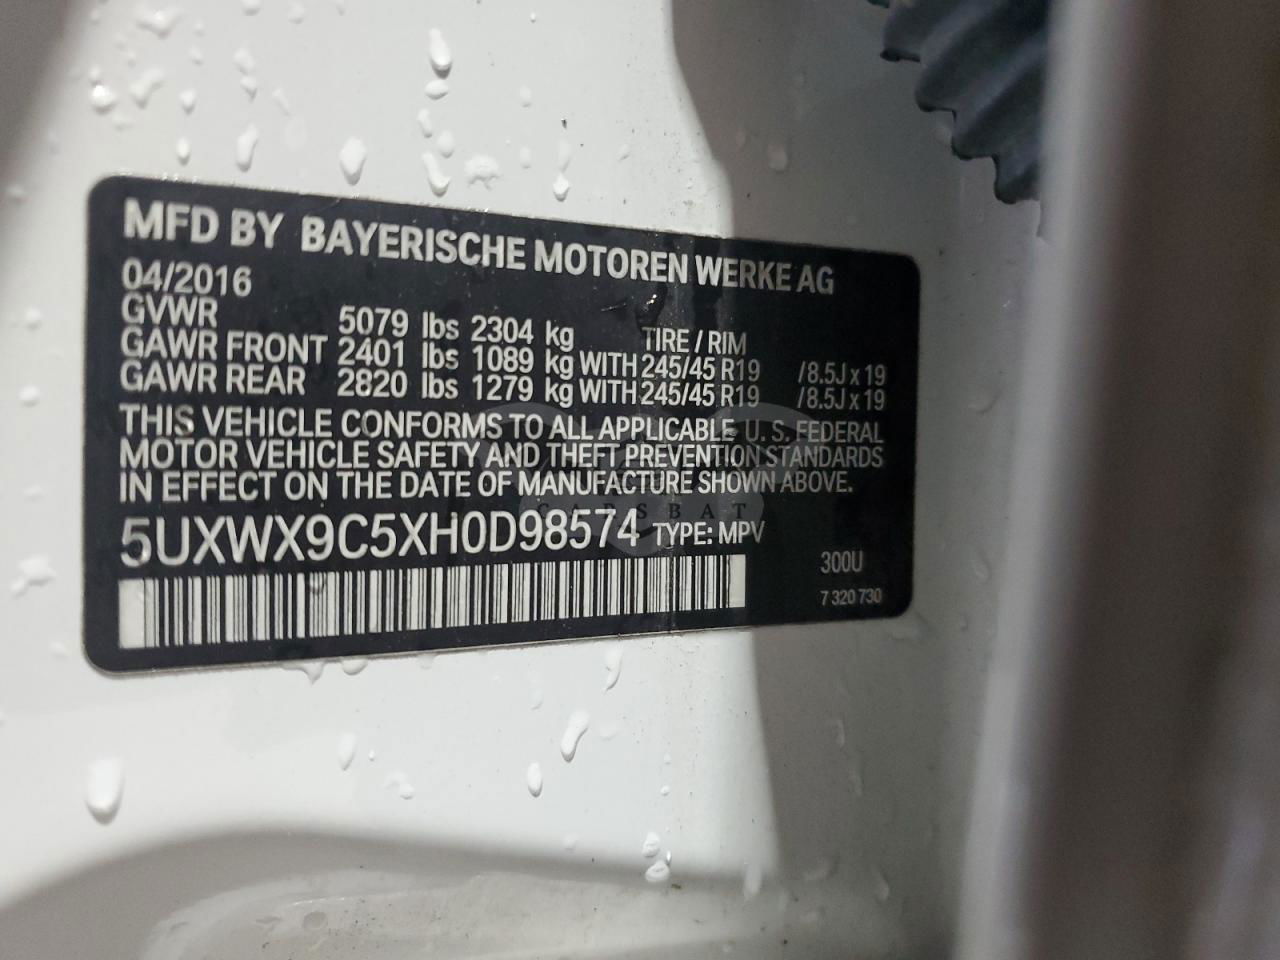 MFD BY BAYERISCHE MOTOREN WERKE AG
04/2016
GVWR 5079 lbs 2304 kg TIRE / RIM
GAWR FRONT 2401 lbs 1089 kg WITH 245/45 R19 /8.5J x 19
GAWR REAR 2820 lbs 1279 kg WITH 245/45 R19 /8.5J x 19
THIS VEHICLE CONFORMS TO ALL APPLICABLE U. S. FEDERAL
MOTOR VEHICLE SAFETY AND THEFT PREVENTION STANDARDS
IN EFFECT ON THE DATE OF MANUFACTURE SHOWN ABOVE.
CARSBAT
5UXWX9C5XH0D98574 TYPE: MPV
300U
7 320 730